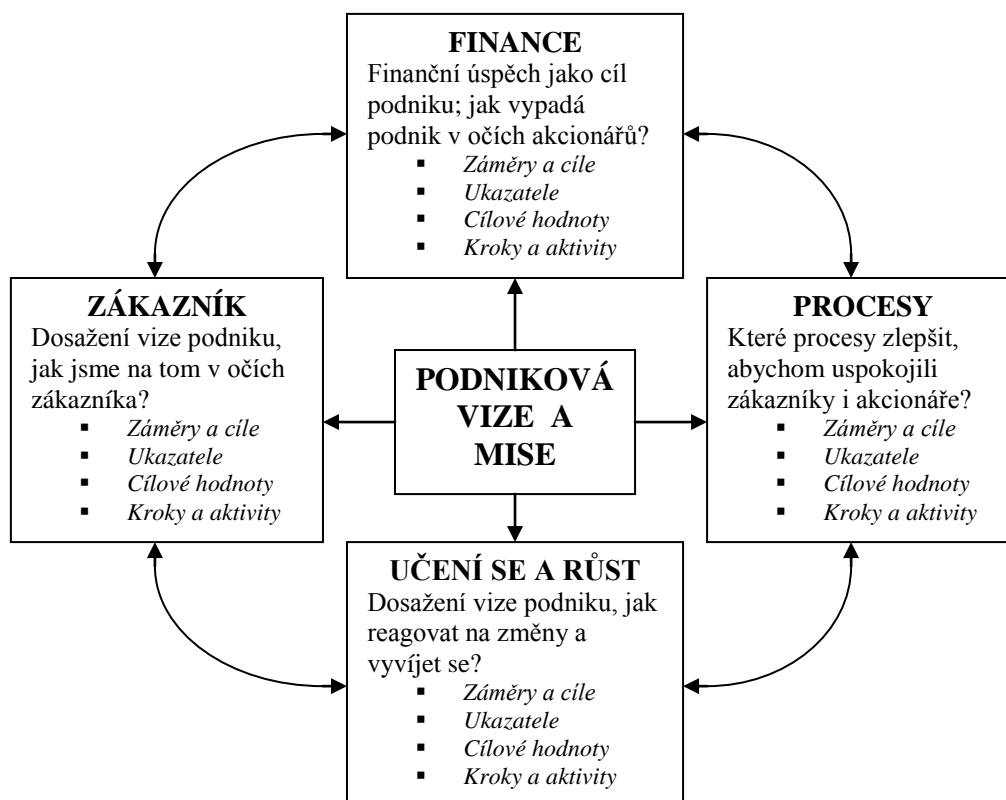 FINANCE
Finanční úspěch jako cíl
podniku; jak vypadá
podnik v očích akcionářů?
▪ Záměry a cíle
▪ Ukazatele
▪ Cílové hodnoty
▪ Kroky a aktivity
ZÁKAZNÍK
Dosažení vize podniku,
jak jsme na tom v očích
zákazníka?
▪ Záměry a cíle
▪ Ukazatele
▪ Cílové hodnoty
▪ Kroky a aktivity
PODNIKOVÁ
VIZE A
MISE
PROCESY
Které procesy zlepšit,
abychom uspokojili
zákazníky i akcionáře?
▪ Záměry a cíle
▪ Ukazatele
▪ Cílové hodnoty
▪ Kroky a aktivity
UČENÍ SE A RŮST
Dosažení vize podniku, jak
reagovat na změny a
vyvíjet se?
▪ Záměry a cíle
▪ Ukazatele
▪ Cílové hodnoty
▪ Kroky a aktivity